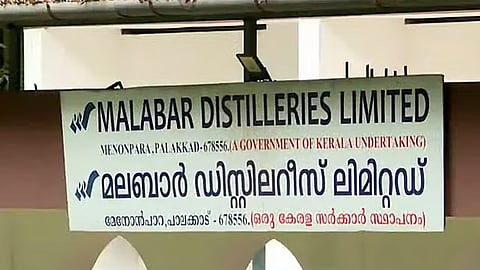 MALABAR DISTILLERIES LIMITED
MENONPARA, PALAKKAD-678556.(A GOVERNMENT OF KERALA UNDERTAKING)
മലബാർ ഡിസ്റ്റിലറീസ് ലിമിറ്റഡ്
മേനോൻപാറ,പാലക്കാട് - 678556.(ഒരു കേരള സർക്കാർ സ്ഥാപനം)